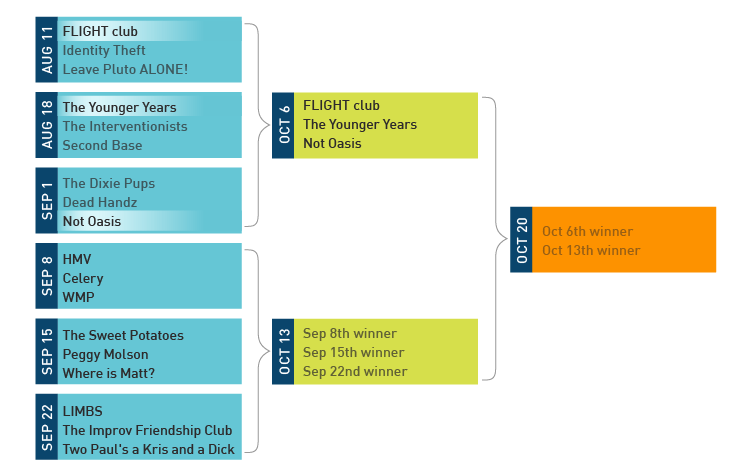 AUG 11
FLIGHT club
Identity Theft
Leave Pluto ALONE!
AUG 18
The Younger Years
The Interventionists
Second Base
SEP 1
The Dixie Pups
Dead Handz
Not Oasis
SEP 8
HMV
Celery
WMP
SEP 15
The Sweet Potatoes
Peggy Molson
Where is Matt?
SEP 22
LIMBS
The Improv Friendship Club
Two Paul's a Kris and a Dick
OCT 6
FLIGHT club
The Younger Years
Not Oasis
OCT 13
Sep 8th winner
Sep 15th winner
Sep 22nd winner
OCT 20
Oct 6th winner
Oct 13th winner